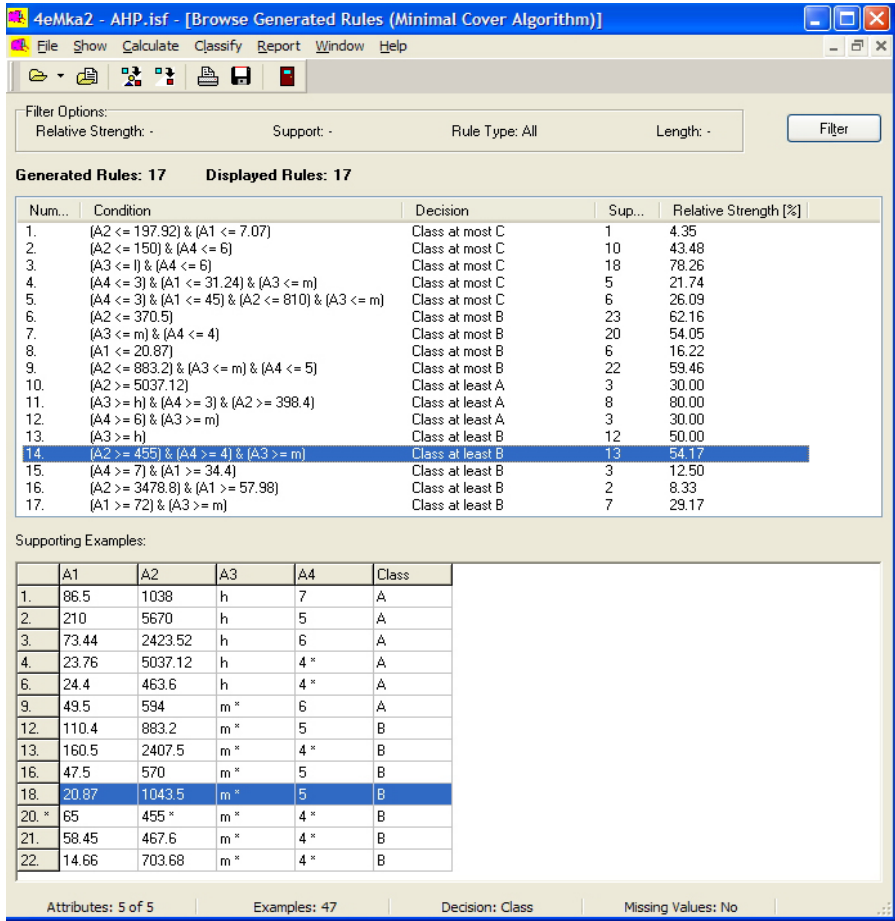 4eMka2 - AHP.isf - [Browse Generated Rules (Minimal Cover Algorithm)]
File Show Calculate Classify Report Window Help
Filter Options:
Relative Strength: - Support: - Rule Type: All Length: - Filter
Generated Rules: 17 Displayed Rules: 17
Num... Condition Decision Sup... Relative Strength [%]
1. (A2 <= 197.92) & (A1 <= 7.07) Class at most C 1 4.35
2. (A2 <= 150) & (A4 <= 6) Class at most C 10 43.48
3. (A3 <= l) & (A4 <= 6) Class at most C 18 78.26
4. (A4 <= 3) & (A1 <= 31.24) & (A3 <= m) Class at most C 5 21.74
5. (A4 <= 3) & (A1 <= 45) & (A2 <= 810) & (A3 <= m) Class at most C 6 26.09
6. (A2 <= 370.5) Class at most B 23 62.16
7. (A3 <= m) & (A4 <= 4) Class at most B 20 54.05
8. (A1 <= 20.87) Class at most B 6 16.22
9. (A2 <= 883.2) & (A3 <= m) & (A4 <= 5) Class at most B 22 59.46
10. (A2 >= 5037.12) Class at least A 3 30.00
11. (A3 >= h) & (A4 >= 3) & (A2 >= 398.4) Class at least A 8 80.00
12. (A4 >= 6) & (A3 >= m) Class at least A 3 30.00
13. (A3 >= h) Class at least B 12 50.00
14. (A2 >= 455) & (A4 >= 4) & (A3 >= m) Class at least B 13 54.17
15. (A4 >= 7) & (A1 >= 34.4) Class at least B 3 12.50
16. (A2 >= 3478.8) & (A1 >= 57.98) Class at least B 2 8.33
17. (A1 >= 72) & (A3 >= m) Class at least B 7 29.17
Supporting Examples:
A1 A2 A3 A4 Class
1. 86.5 1038 h 7 A
2. 210 5670 h 5 A
3. 73.44 2423.52 h 6 A
4. 23.76 5037.12 h 4 * A
6. 24.4 463.6 h 4 * A
9. 49.5 594 m * 6 A
12. 110.4 883.2 m * 5 B
13. 160.5 2407.5 m * 4 * B
16. 47.5 570 m * 5 B
18. 20.87 1043.5 m * 5 B
20. * 65 455 * m * 4 * B
21. 58.45 467.6 m * 4 * B
22. 14.66 703.68 m * 4 * B
Attributes: 5 of 5 Examples: 47 Decision: Class Missing Values: No